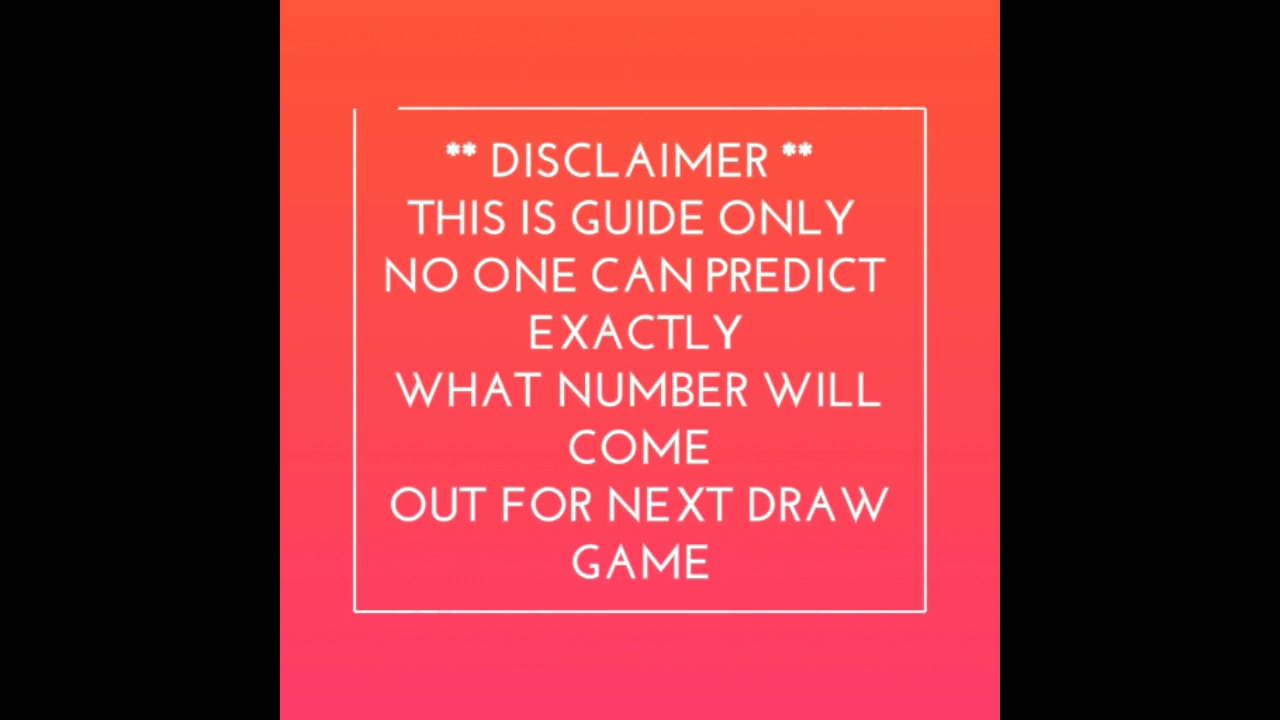 ** DISCLAIMER **
THIS IS GUIDE ONLY
NO ONE CAN PREDICT
EXACTLY
WHAT NUMBER WILL
COME
OUT FOR NEXT DRAW
GAME